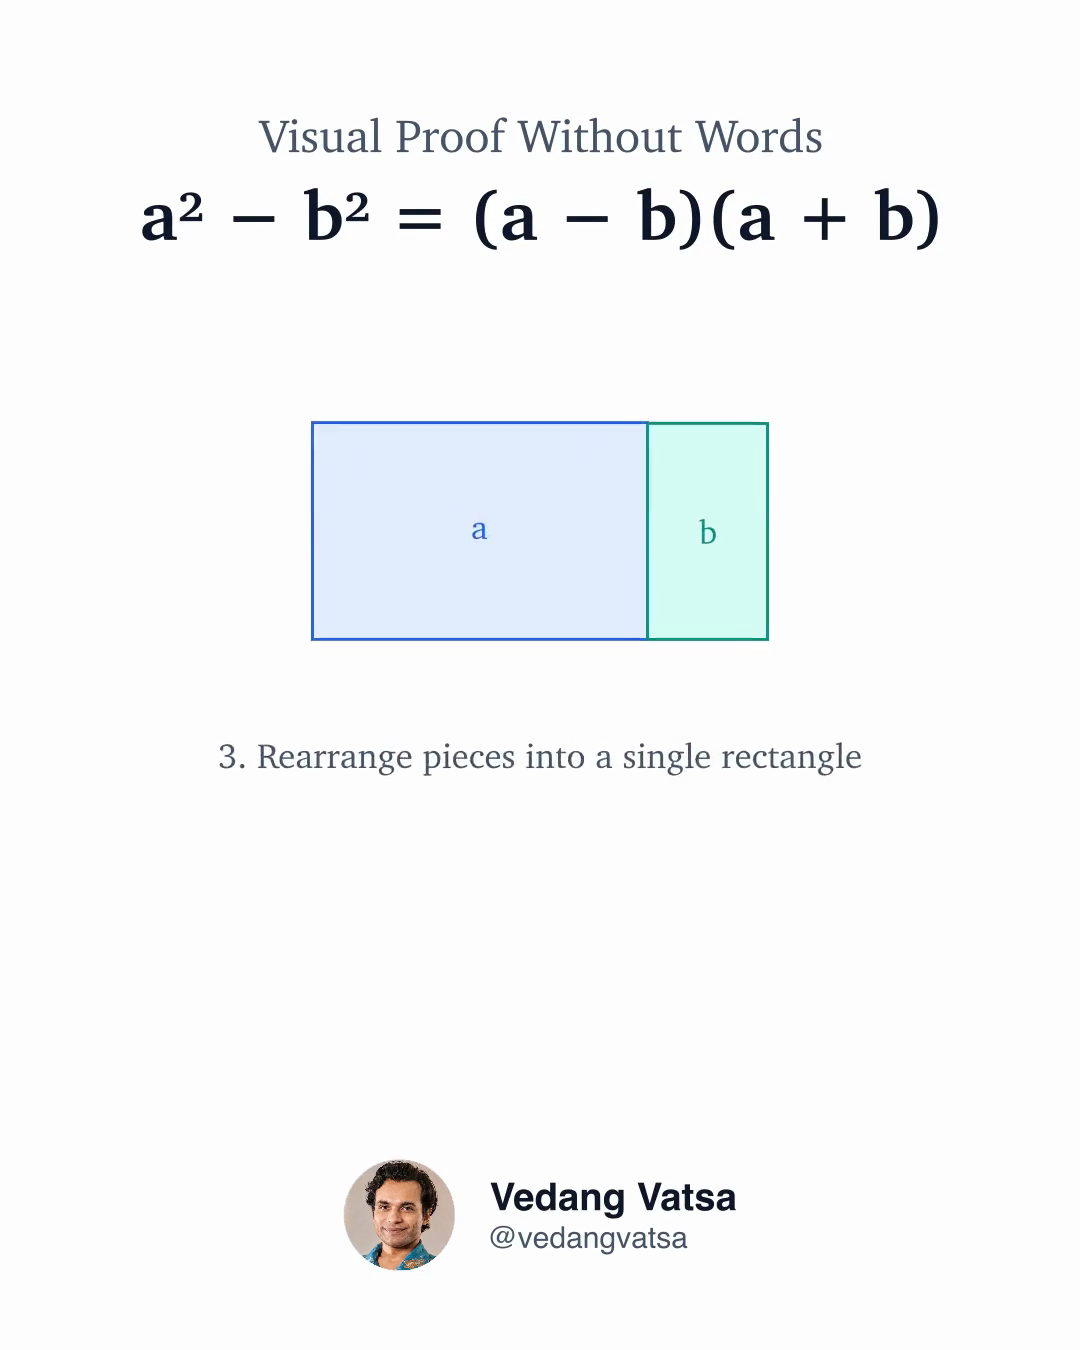 Visual Proof Without Words
a² − b² = (a − b)(a + b)
a
b
3. Rearrange pieces into a single rectangle
Vedang Vatsa
@vedangvatsa